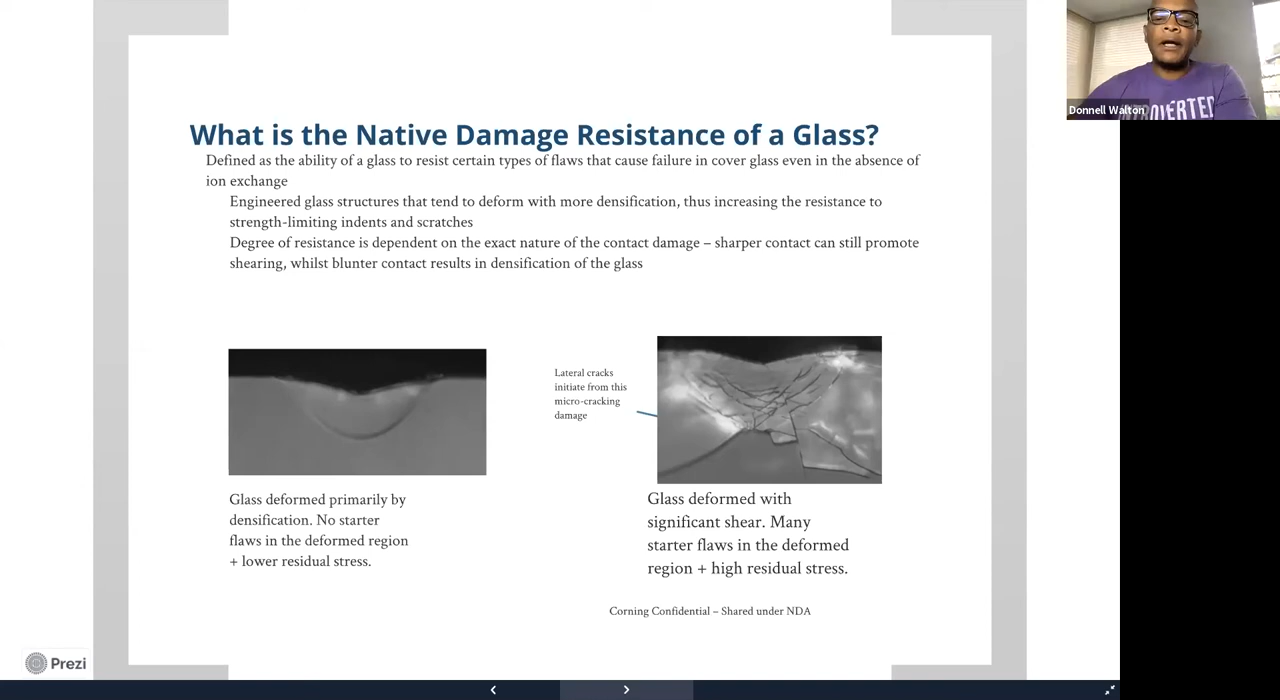 What is the Native Damage Resistance of a Glass?
Defined as the ability of a glass to resist certain types of flaws that cause failure in cover glass even in the absence of
ion exchange
Engineered glass structures that tend to deform with more densification, thus increasing the resistance to
strength-limiting indents and scratches
Degree of resistance is dependent on the exact nature of the contact damage – sharper contact can still promote
shearing, whilst blunter contact results in densification of the glass
Lateral cracks
initiate from this
micro-cracking
damage
Glass deformed primarily by
densification. No starter
flaws in the deformed region
+ lower residual stress.
Glass deformed with
significant shear. Many
starter flaws in the deformed
region + high residual stress.
Corning Confidential – Shared under NDA
Prezi
Donnell Walton